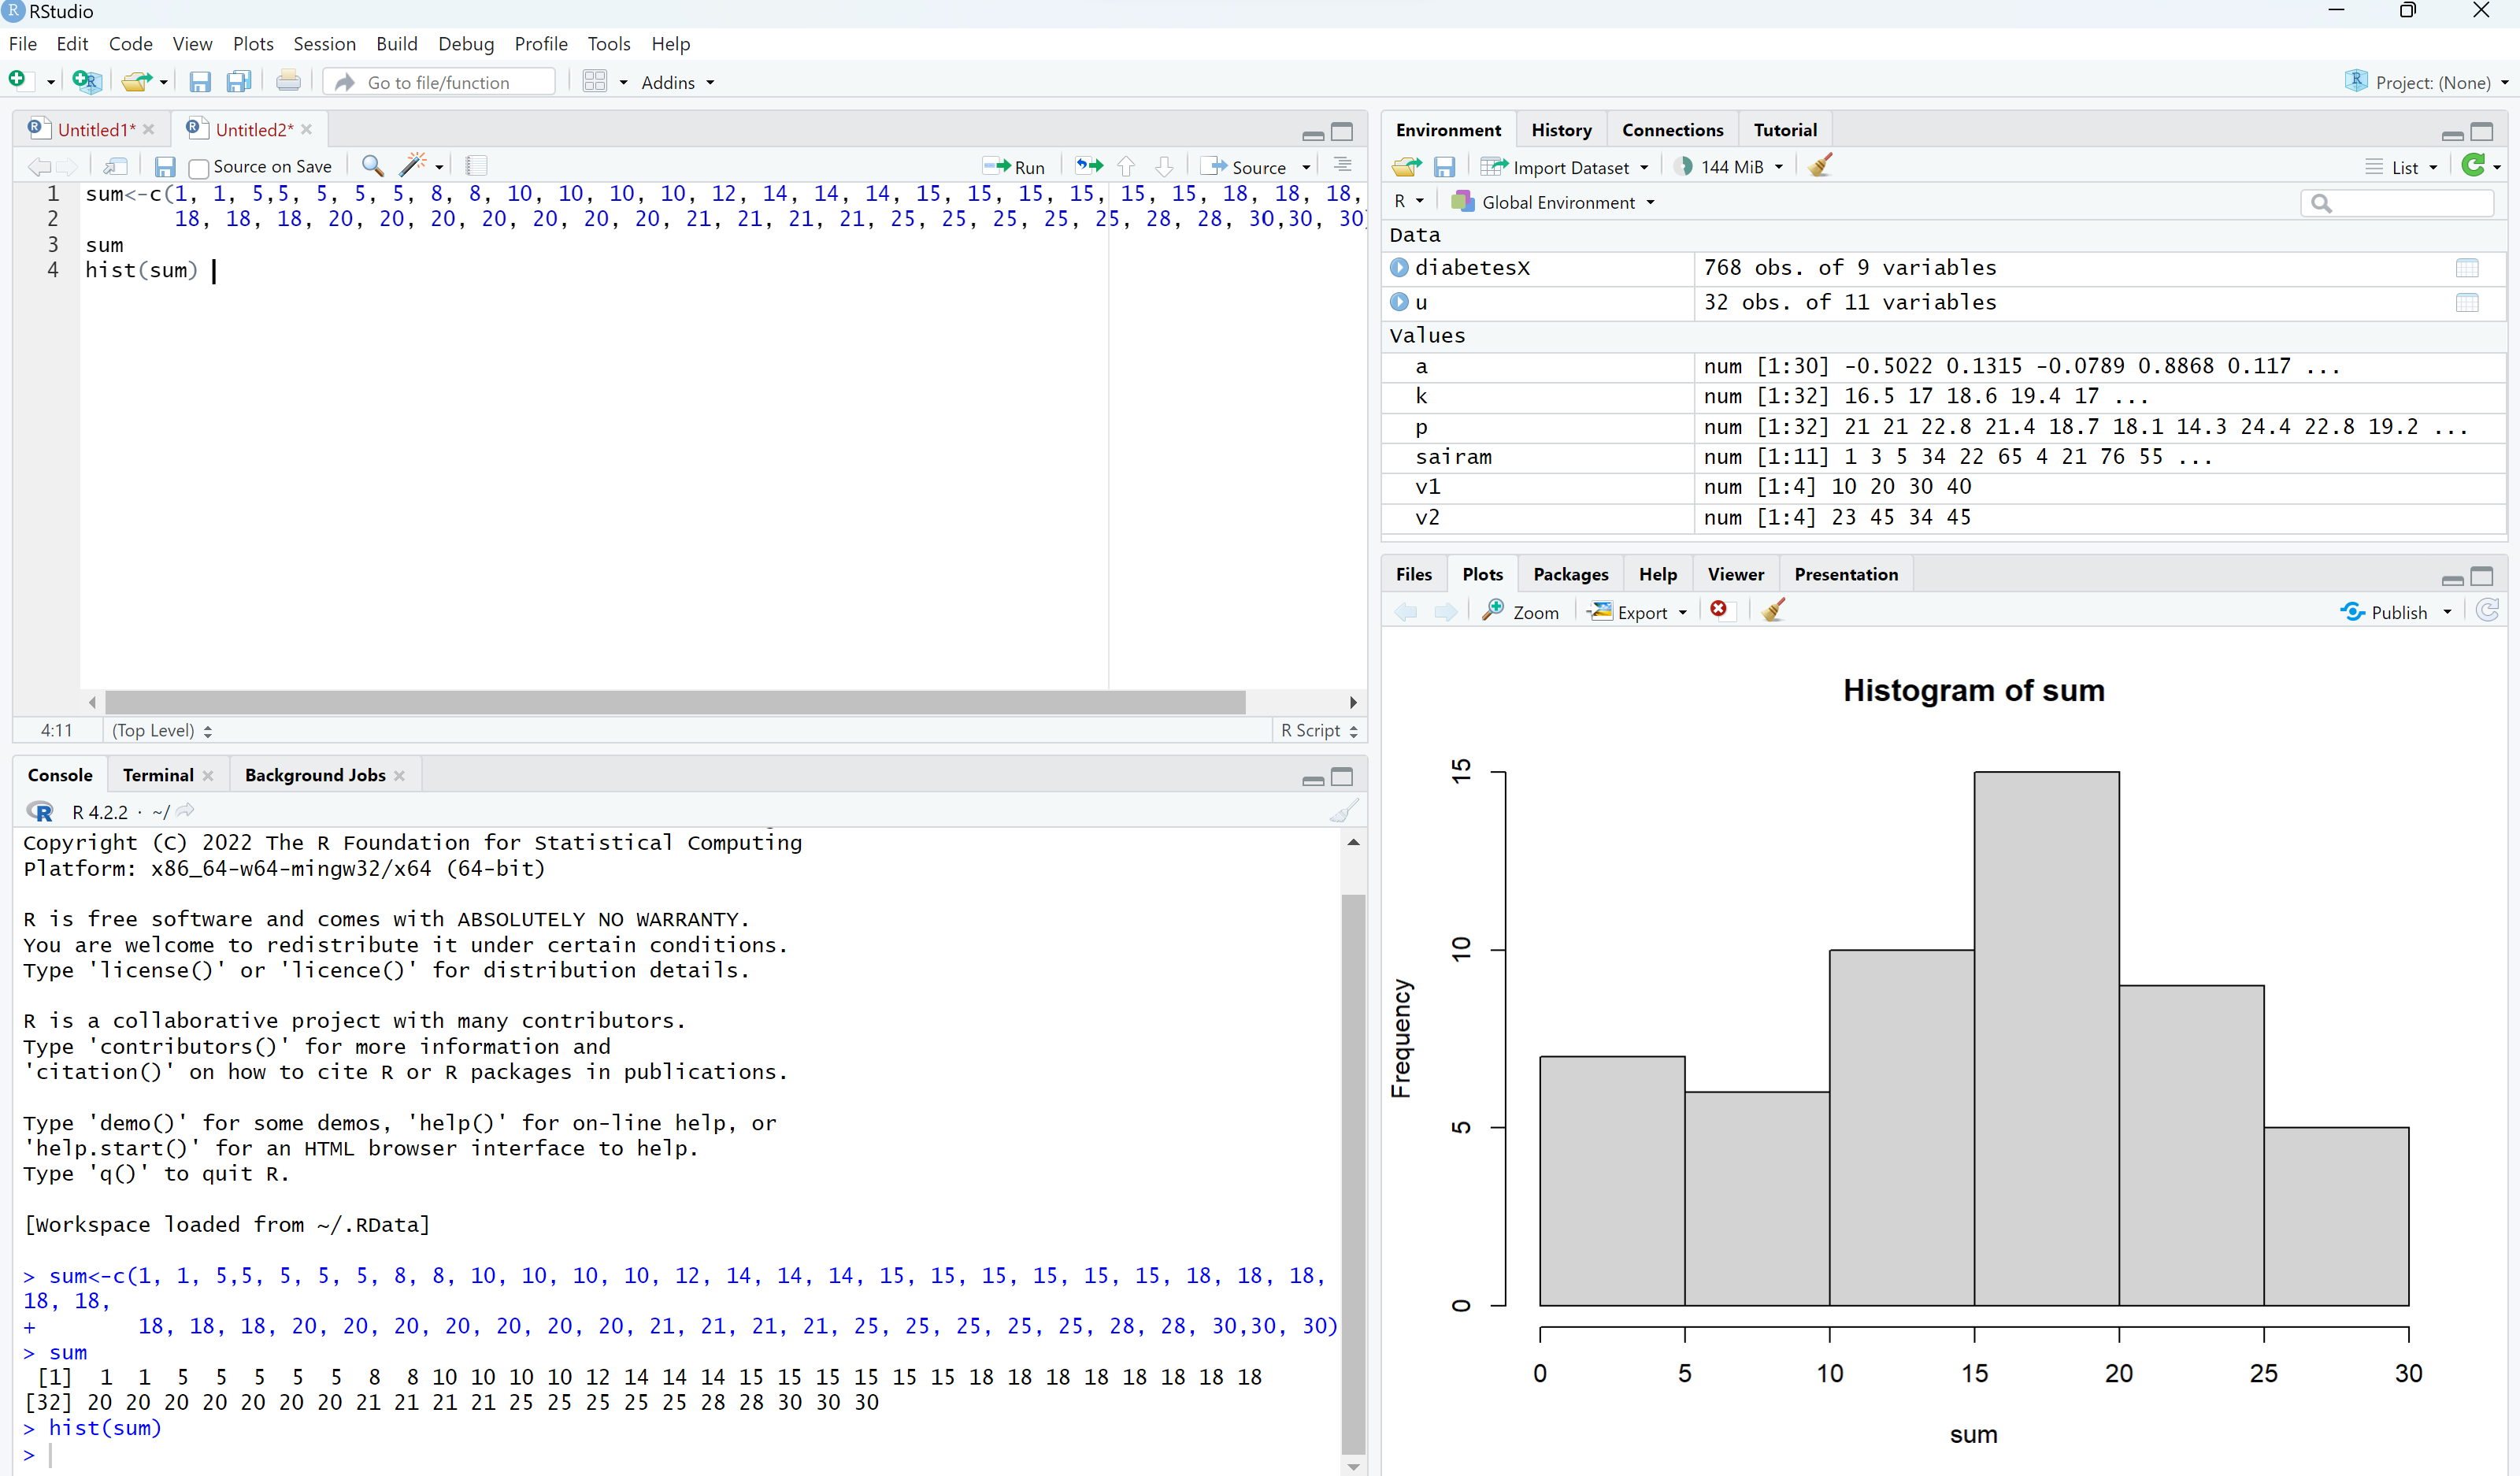 RStudio
File Edit Code View Plots Session Build Debug Profile Tools Help
Go to file/function Addins Project: (None)
Untitled1* Untitled2*
Source on Save Run Source
1 sum<-c(1, 1, 5,5, 5, 5, 5, 8, 8, 10, 10, 10, 10, 12, 14, 14, 14, 15, 15, 15, 15, 15, 15, 18, 18, 18,
2 18, 18, 18, 20, 20, 20, 20, 20, 20, 20, 21, 21, 21, 21, 25, 25, 25, 25, 25, 28, 28, 30,30, 30)
3 sum
4 hist(sum)
4:11 (Top Level) R Script
Console Terminal Background Jobs
R 4.2.2 · ~/
Copyright (C) 2022 The R Foundation for Statistical Computing
Platform: x86_64-w64-mingw32/x64 (64-bit)
R is free software and comes with ABSOLUTELY NO WARRANTY.
You are welcome to redistribute it under certain conditions.
Type 'license()' or 'licence()' for distribution details.
R is a collaborative project with many contributors.
Type 'contributors()' for more information and
'citation()' on how to cite R or R packages in publications.
Type 'demo()' for some demos, 'help()' for on-line help, or
'help.start()' for an HTML browser interface to help.
Type 'q()' to quit R.
[Workspace loaded from ~/.RData]
> sum<-c(1, 1, 5,5, 5, 5, 5, 8, 8, 10, 10, 10, 10, 12, 14, 14, 14, 15, 15, 15, 15, 15, 15, 18, 18, 18,
18, 18,
+ 18, 18, 18, 20, 20, 20, 20, 20, 20, 20, 21, 21, 21, 21, 25, 25, 25, 25, 25, 28, 28, 30,30, 30)
> sum
[1] 1 1 5 5 5 5 5 8 8 10 10 10 10 12 14 14 14 15 15 15 15 15 15 18 18 18 18 18 18 18 18
[32] 20 20 20 20 20 20 20 21 21 21 21 25 25 25 25 25 28 28 30 30 30
> hist(sum)
>
Environment History Connections Tutorial
Import Dataset 144 MiB List
R Global Environment
Data
diabetesX 768 obs. of 9 variables
u 32 obs. of 11 variables
Values
a num [1:30] -0.5022 0.1315 -0.0789 0.8868 0.117 ...
k num [1:32] 16.5 17 18.6 19.4 17 ...
p num [1:32] 21 21 22.8 21.4 18.7 18.1 14.3 24.4 22.8 19.2 ...
sairam num [1:11] 1 3 5 34 22 65 4 21 76 55 ...
v1 num [1:4] 10 20 30 40
v2 num [1:4] 23 45 34 45
Files Plots Packages Help Viewer Presentation
Zoom Export Publish
Histogram of sum
Frequency
15
10
5
0
0 5 10 15 20 25 30
sum